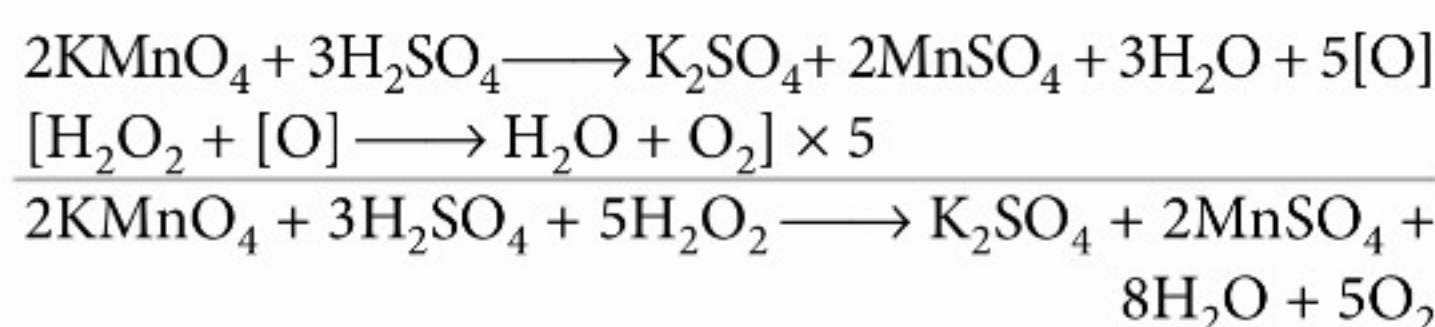 2KMnO₄ + 3H₂SO₄ ⟶ K₂SO₄ + 2MnSO₄ + 3H₂O + 5[O]
[H₂O₂ + [O] ⟶ H₂O + O₂] × 5
2KMnO₄ + 3H₂SO₄ + 5H₂O₂ ⟶ K₂SO₄ + 2MnSO₄ +
8H₂O + 5O₂